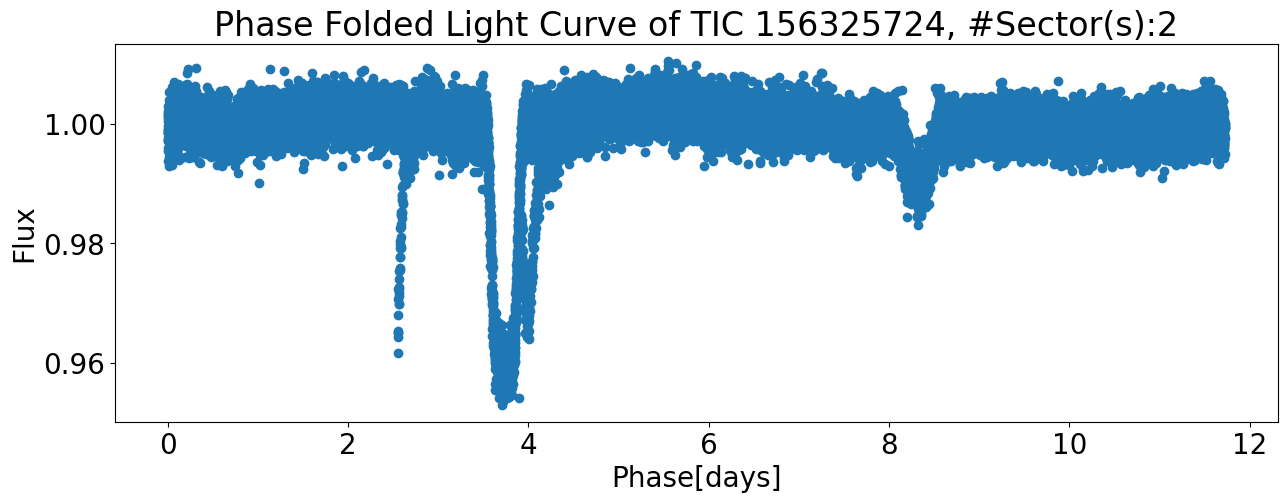 Phase Folded Light Curve of TIC 156325724, #Sector(s):2
1.00
0.98
0.96
Flux
0 2 4 6 8 10 12
Phase[days]